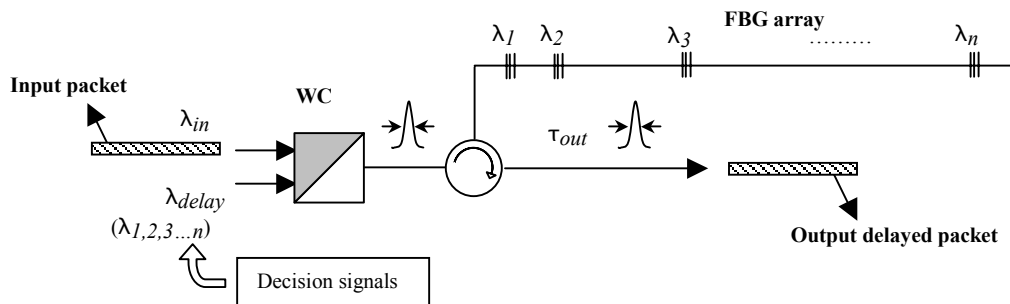 FBG array
λ1 λ2 λ3 ......... λn
Input packet
WC
λin
τout
λdelay
(λ1,2,3...n)
Output delayed packet
Decision signals